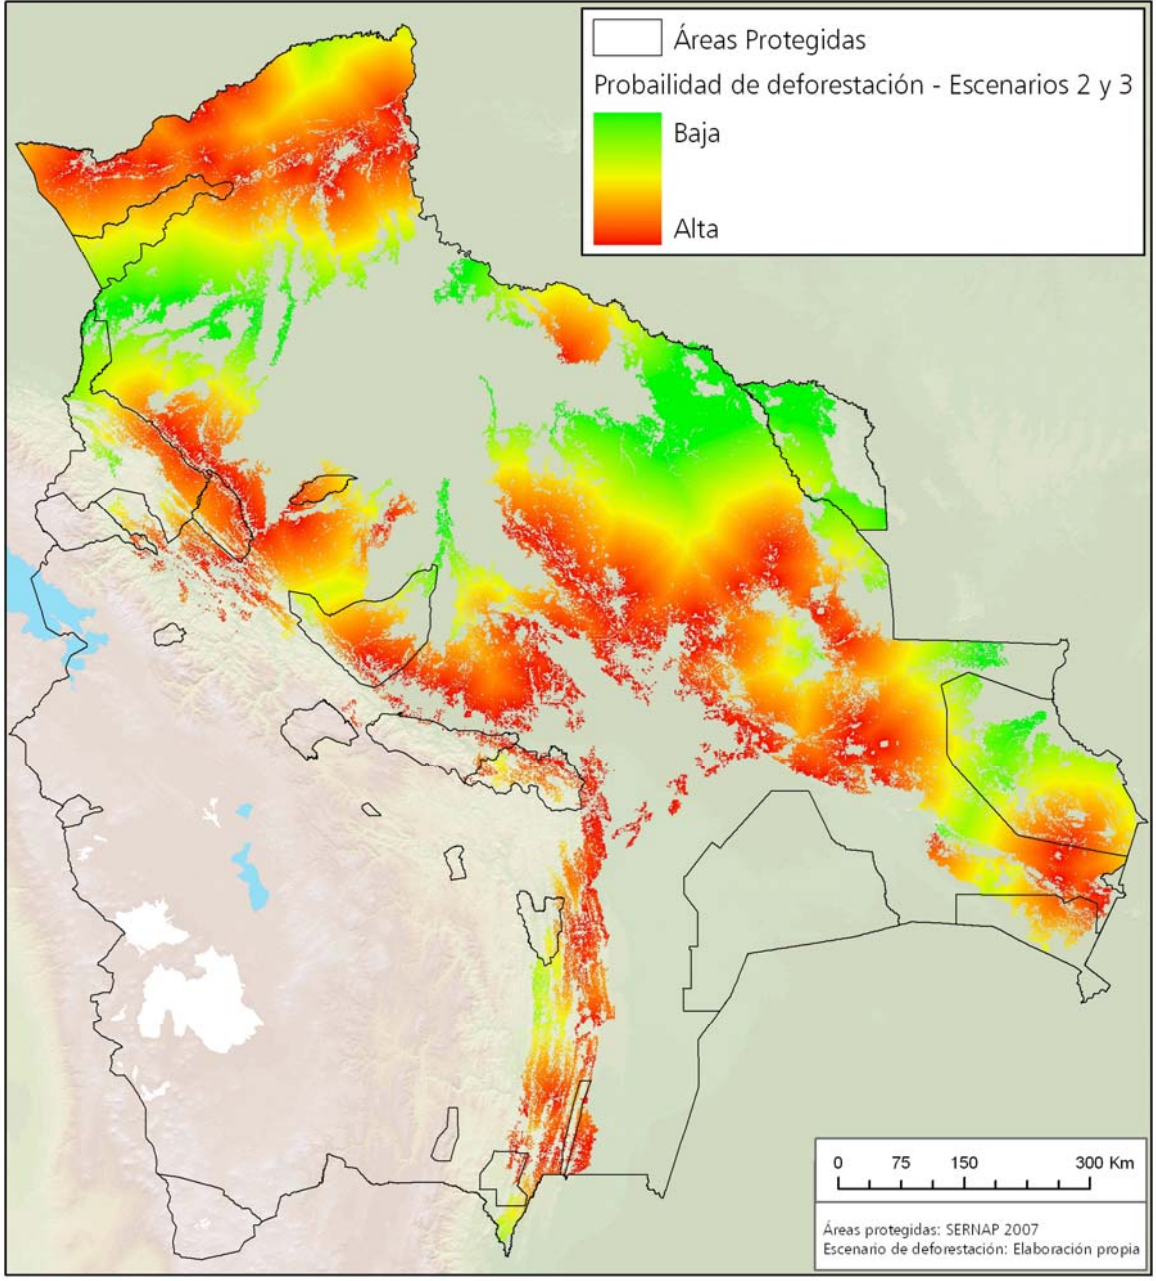 Áreas Protegidas
Probailidad de deforestación - Escenarios 2 y 3
Baja
Alta
0 75 150 300 Km
Áreas protegidas: SERNAP 2007
Escenario de deforestación: Elaboración propia